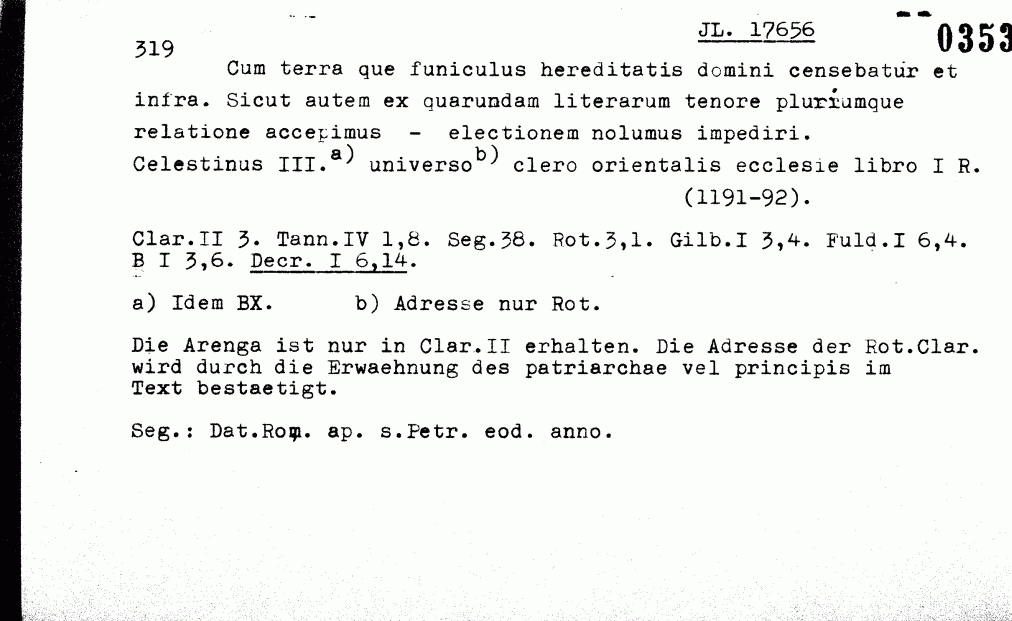 JL. 17656
0353
319
Cum terra que funiculus hereditatis domini censebatur et
infra. Sicut autem ex quarundam literarum tenore pluriumque
relatione accepimus - electionem nolumus impediri.
Celestinus III.a) universo b) clero orientalis ecclesie libro I R.
(1191-92).
Clar.II 3. Tann.IV 1,8. Seg.38. Rot.3,1. Gilb.I 3,4. Fuld.I 6,4.
B I 3,6. Decr. I 6,14.
a) Idem BX. b) Adresse nur Rot.
Die Arenga ist nur in Clar.II erhalten. Die Adresse der Rot.Clar.
wird durch die Erwaehnung des patriarchae vel principis im
Text bestaetigt.
Seg.: Dat.Rom. ap. s.Petr. eod. anno.